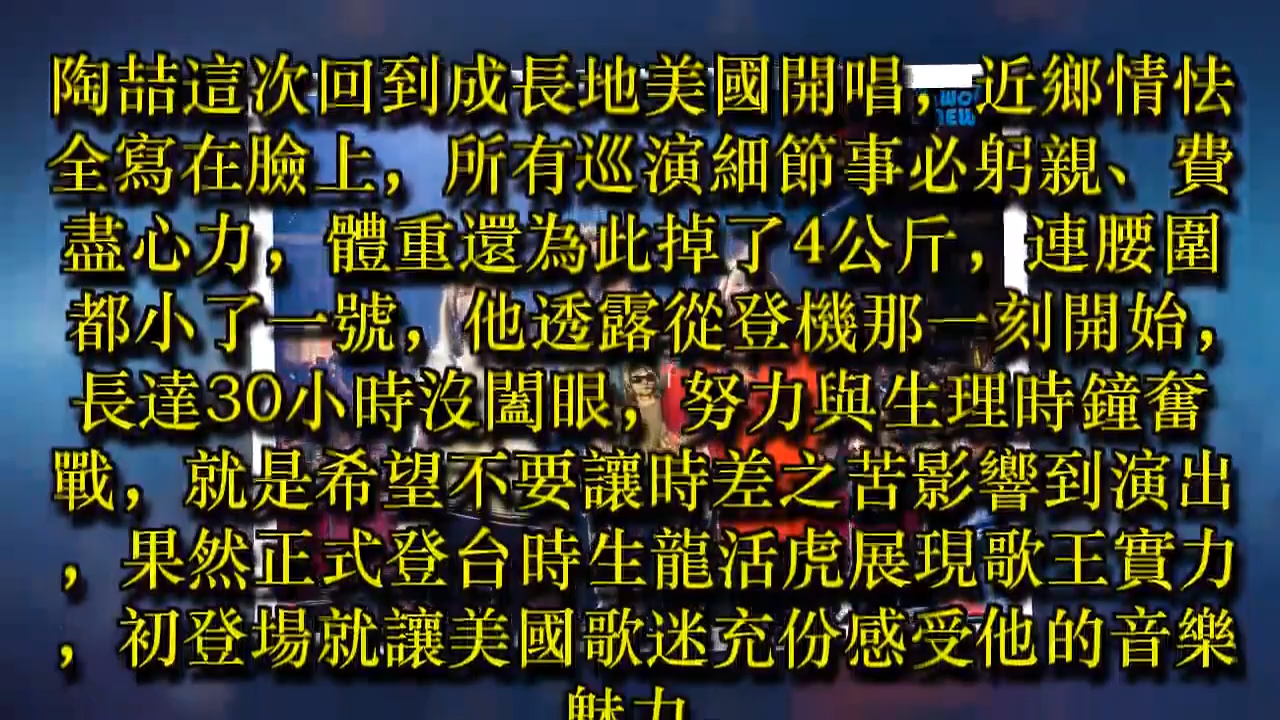 陶喆這次回到成長地美國開唱，近鄉情怯
全寫在臉上，所有巡演細節事必躬親、費
盡心力，體重還為此掉了4公斤，連腰圍
都小了一號，他透露從登機那一刻開始，
長達30小時沒闔眼，努力與生理時鐘奮
戰，就是希望不要讓時差之苦影響到演出
，果然正式登台時生龍活虎展現歌王實力
，初登場就讓美國歌迷充份感受他的音樂
魅力。